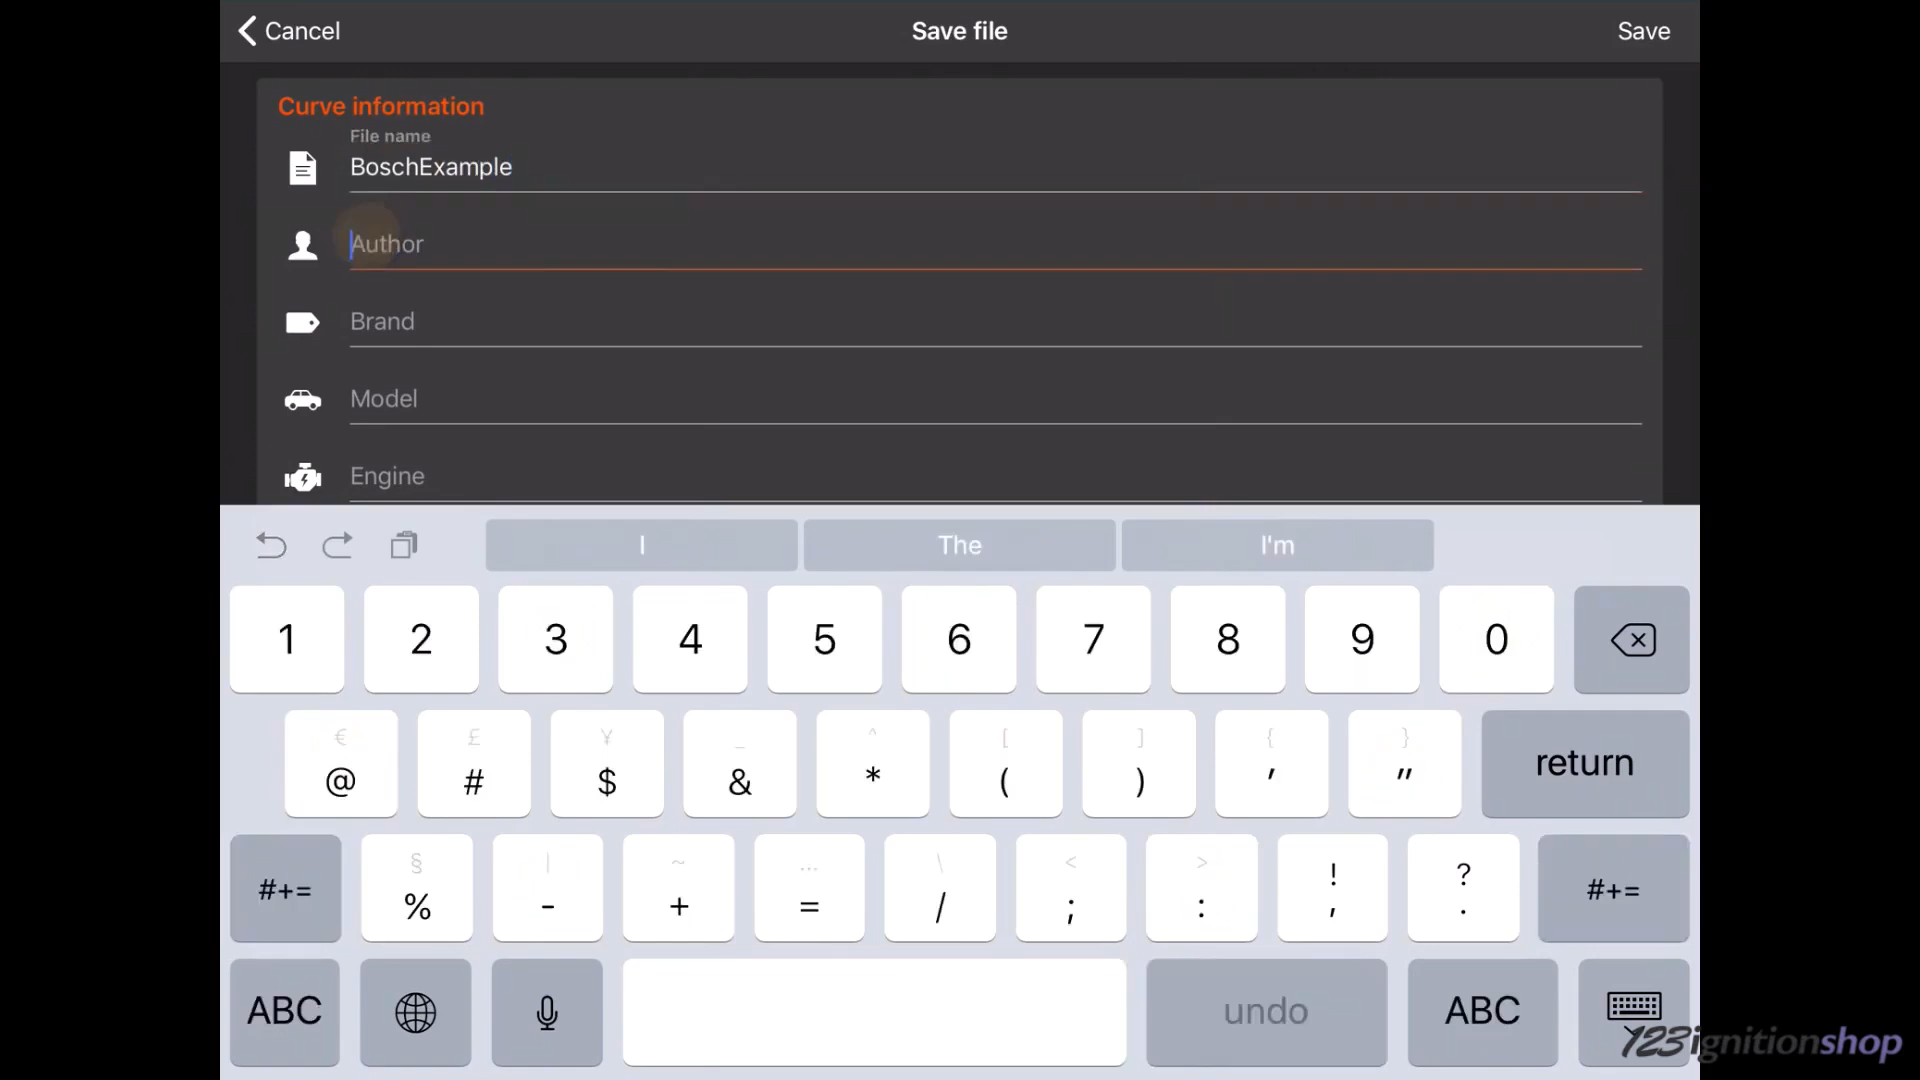 Cancel
Save file
Save
Curve information
File name
BoschExample
Author
Brand
Model
Engine
I The I'm
1 2 3 4 5 6 7 8 9 0
€ £ ¥ _ ^ [ ] { }
@ # $ & * ( ) ' " return
§ | ~ … \ < > ! ?
#+= % - + = / ; : , . #+=
ABC undo ABC
123ignitionshop